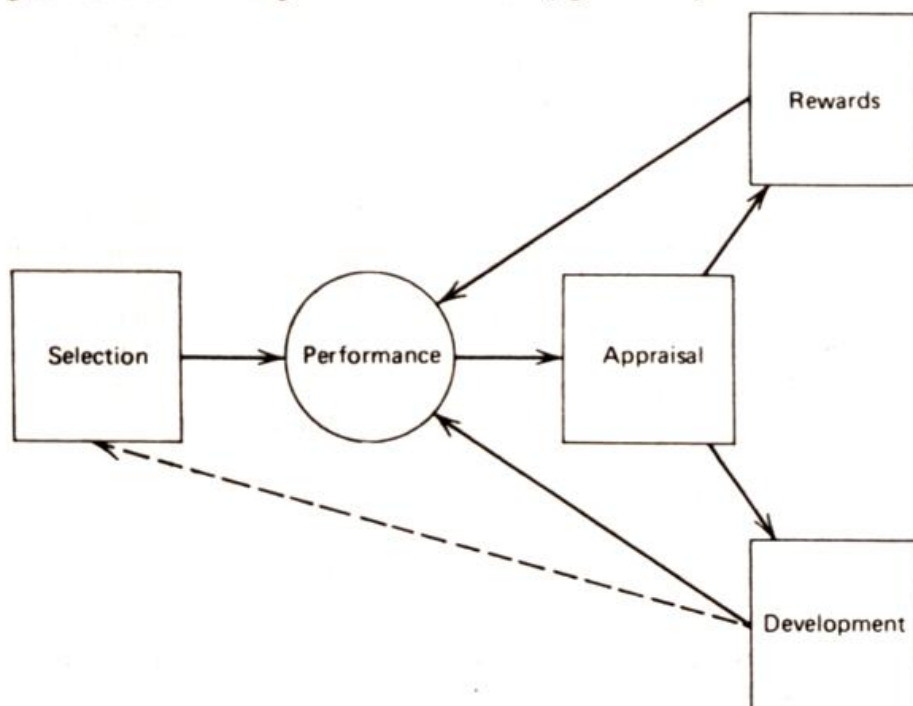 Rewards
Selection
Performance
Appraisal
Development